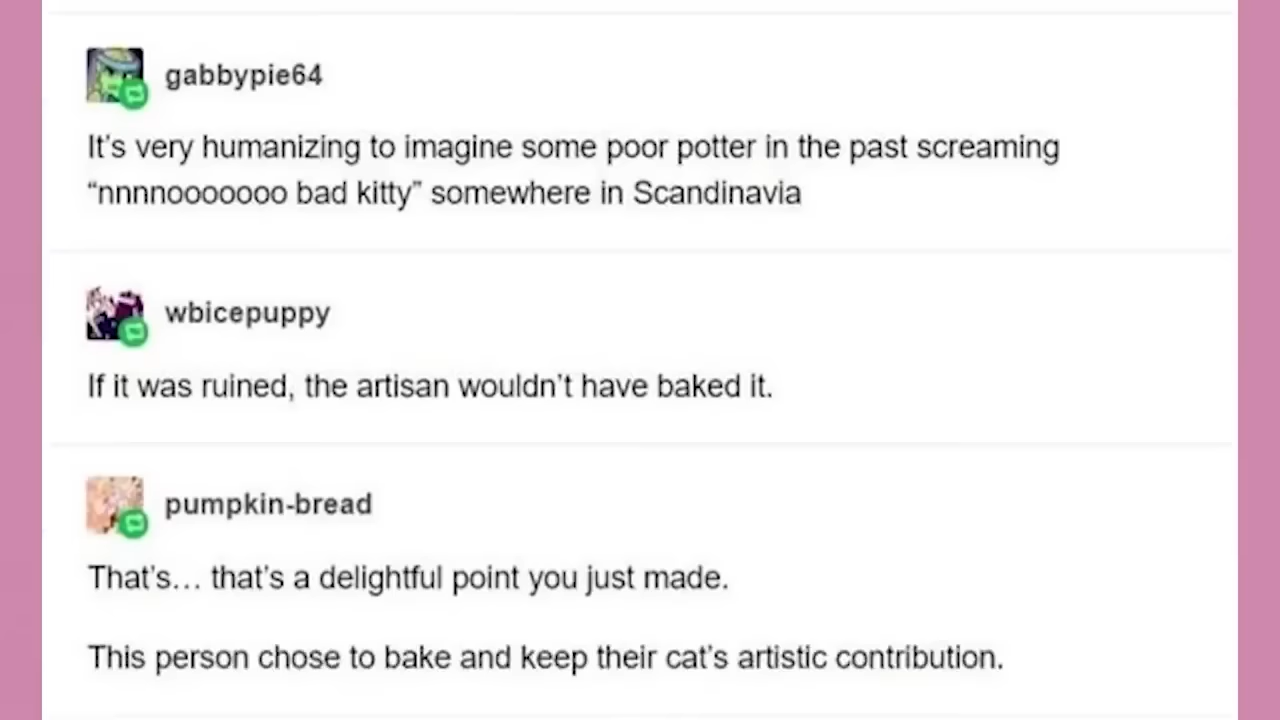 gabbypie64
It's very humanizing to imagine some poor potter in the past screaming
“nnnnooooooo bad kitty” somewhere in Scandinavia
wbicepuppy
If it was ruined, the artisan wouldn't have baked it.
pumpkin-bread
That's... that's a delightful point you just made.
This person chose to bake and keep their cat's artistic contribution.